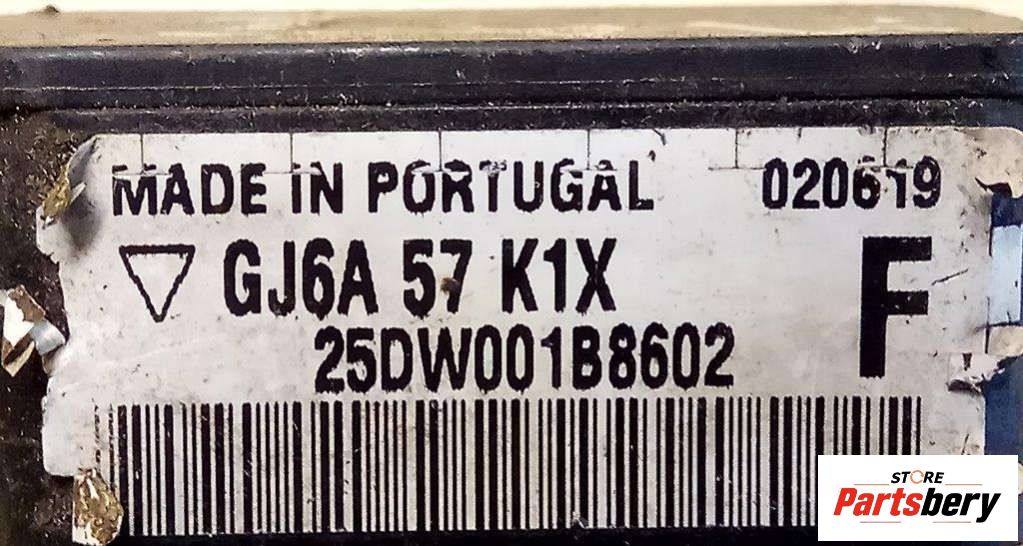 MADE IN PORTUGAL 020619
GJ6A 57 K1X F
25DW001B8602
STORE
Partsbery